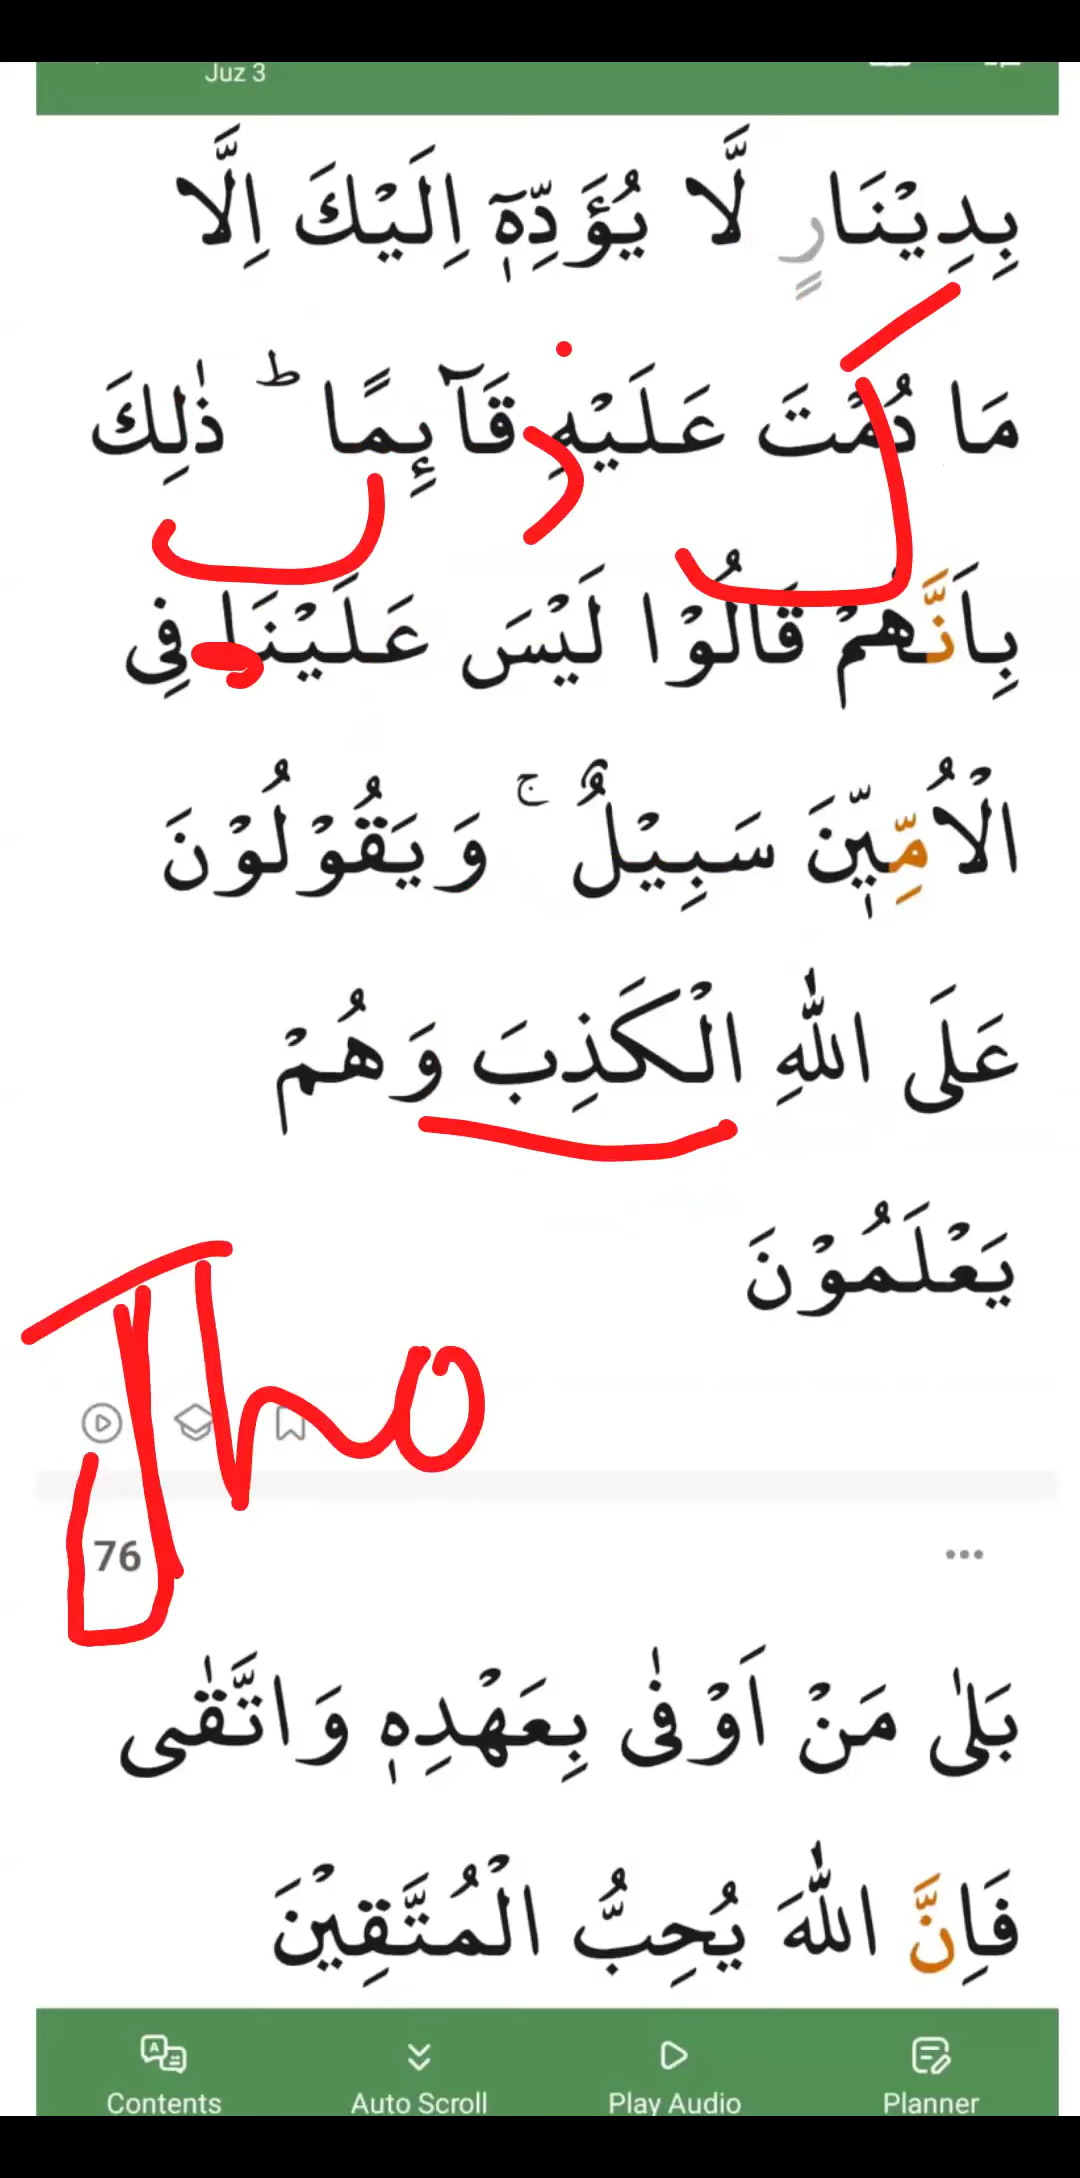 Juz 3
بِدِيْنَارٍ لَّا يُؤَدِّهٖۤ اِلَيْكَ اِلَّا
مَا دُمْتَ عَلَيْهِ قَآئِمًا ؕ ذٰلِكَ
بِاَنَّهُمْ قَالُوْا لَيْسَ عَلَيْنَا فِى
الْاُمِّيّٖنَ سَبِيْلٌ ۚ وَيَقُوْلُوْنَ
عَلَى اللّٰهِ الْكَذِبَ وَهُمْ
يَعْلَمُوْنَ
Tho
76
بَلٰى مَنْ اَوْفٰى بِعَهْدِهٖ وَاتَّقٰى
فَاِنَّ اللّٰهَ يُحِبُّ الْمُتَّقِيْنَ
Contents Auto Scroll Play Audio Planner